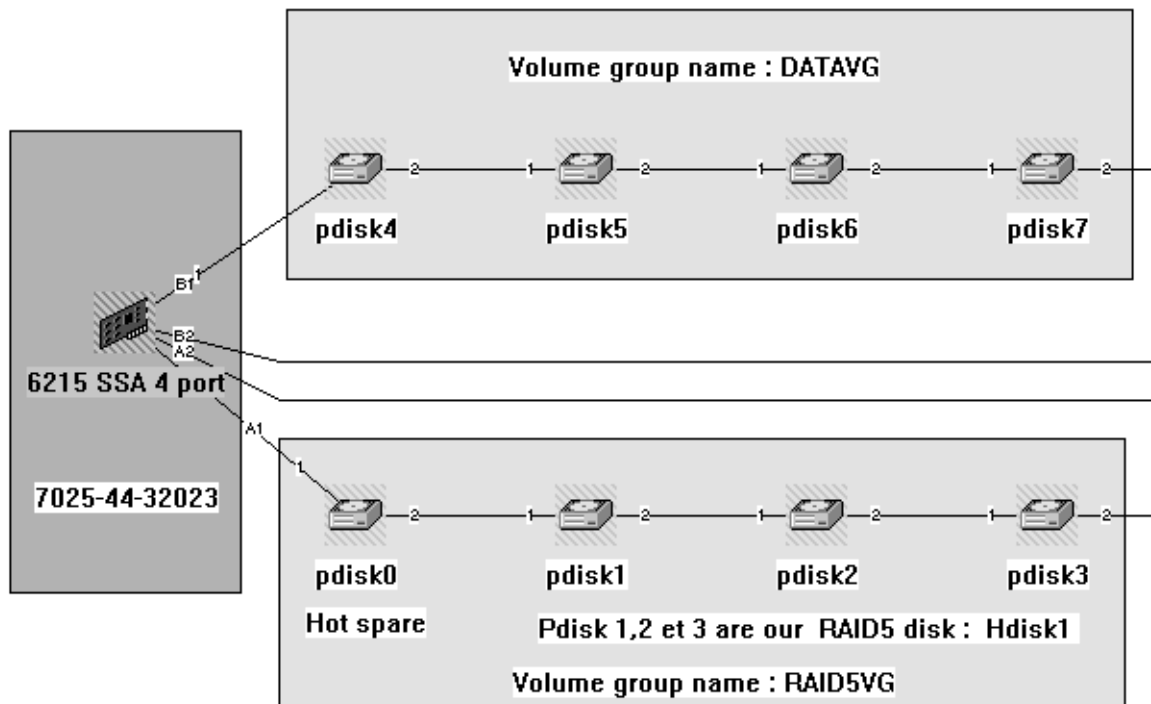 Volume group name : DATAVG
2 1 2 1 2 1 2
pdisk4 pdisk5 pdisk6 pdisk7
1
B1
B2
A2
6215 SSA 4 port
A1
1
7025-44-32023
2 1 2 1 2 1 2
pdisk0 pdisk1 pdisk2 pdisk3
Hot spare Pdisk 1,2 et 3 are our RAID5 disk : Hdisk1
Volume group name : RAID5VG